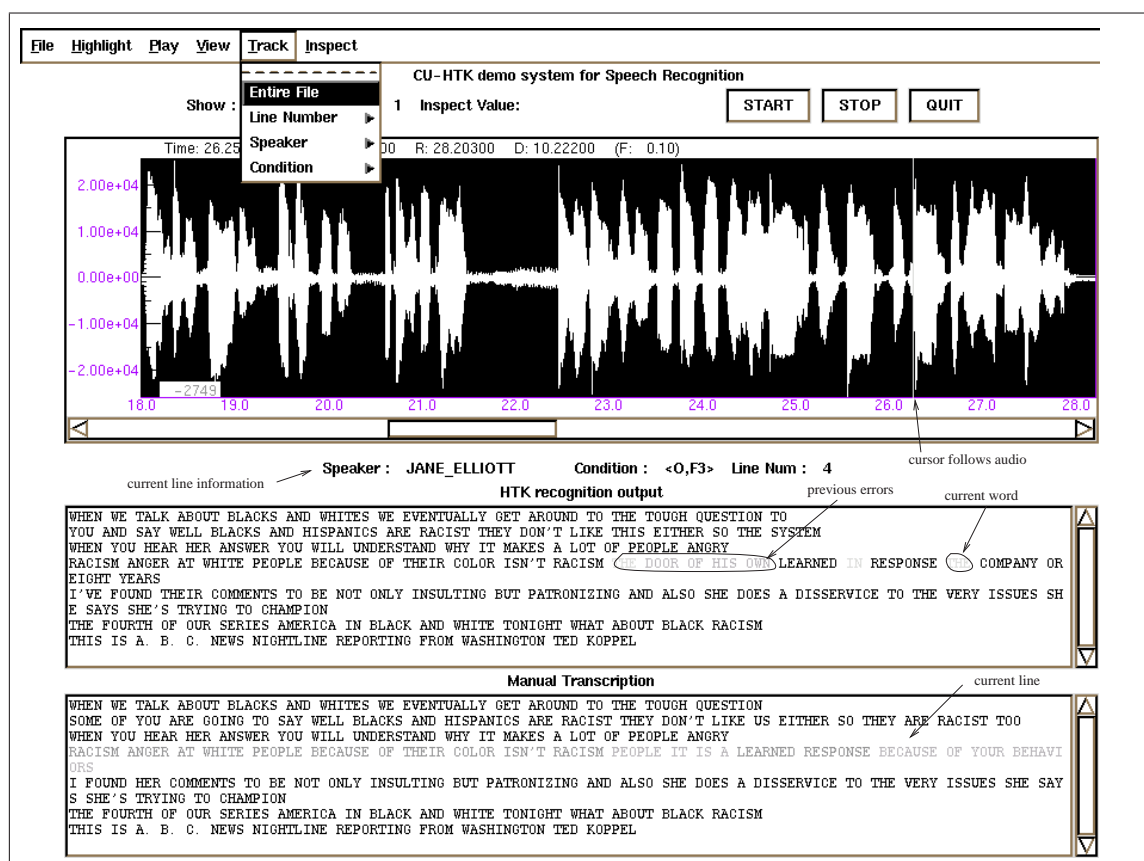 File Highlight Play View Track Inspect
CU-HTK demo system for Speech Recognition
Entire File
Show : 1 Inspect Value: START STOP QUIT
Line Number
Speaker
Condition
Time: 26.25 00 R: 28.20300 D: 10.22200 (F: 0.10)
2.00e+04
1.00e+04
0.00e+00
-1.00e+04
-2.00e+04
-2749
18.0 19.0 20.0 21.0 22.0 23.0 24.0 25.0 26.0 27.0 28.0
cursor follows audio
current line information
Speaker : JANE_ELLIOTT Condition : <O,F3> Line Num : 4
HTK recognition output
previous errors
current word
WHEN WE TALK ABOUT BLACKS AND WHITES WE EVENTUALLY GET AROUND TO THE TOUGH QUESTION TO
YOU AND SAY WELL BLACKS AND HISPANICS ARE RACIST THEY DON'T LIKE THIS EITHER SO THE SYSTEM
WHEN YOU HEAR HER ANSWER YOU WILL UNDERSTAND WHY IT MAKES A LOT OF PEOPLE ANGRY
RACISM ANGER AT WHITE PEOPLE BECAUSE OF THEIR COLOR ISN'T RACISM HE DOOR OF HIS OWN LEARNED IN RESPONSE THE COMPANY OR
EIGHT YEARS
I'VE FOUND THEIR COMMENTS TO BE NOT ONLY INSULTING BUT PATRONIZING AND ALSO SHE DOES A DISSERVICE TO THE VERY ISSUES SH
E SAYS SHE'S TRYING TO CHAMPION
THE FOURTH OF OUR SERIES AMERICA IN BLACK AND WHITE TONIGHT WHAT ABOUT BLACK RACISM
THIS IS A. B. C. NEWS NIGHTLINE REPORTING FROM WASHINGTON TED KOPPEL
Manual Transcription
current line
WHEN WE TALK ABOUT BLACKS AND WHITES WE EVENTUALLY GET AROUND TO THE TOUGH QUESTION
SOME OF YOU ARE GOING TO SAY WELL BLACKS AND HISPANICS ARE RACIST THEY DON'T LIKE US EITHER SO THEY ARE RACIST TOO
WHEN YOU HEAR HER ANSWER YOU WILL UNDERSTAND WHY IT MAKES A LOT OF PEOPLE ANGRY
RACISM ANGER AT WHITE PEOPLE BECAUSE OF THEIR COLOR ISN'T RACISM PEOPLE IT IS A LEARNED RESPONSE BECAUSE OF YOUR BEHAVI
ORS
I FOUND HER COMMENTS TO BE NOT ONLY INSULTING BUT PATRONIZING AND ALSO SHE DOES A DISSERVICE TO THE VERY ISSUES SHE SAY
S SHE'S TRYING TO CHAMPION
THE FOURTH OF OUR SERIES AMERICA IN BLACK AND WHITE TONIGHT WHAT ABOUT BLACK RACISM
THIS IS A. B. C. NEWS NIGHTLINE REPORTING FROM WASHINGTON TED KOPPEL